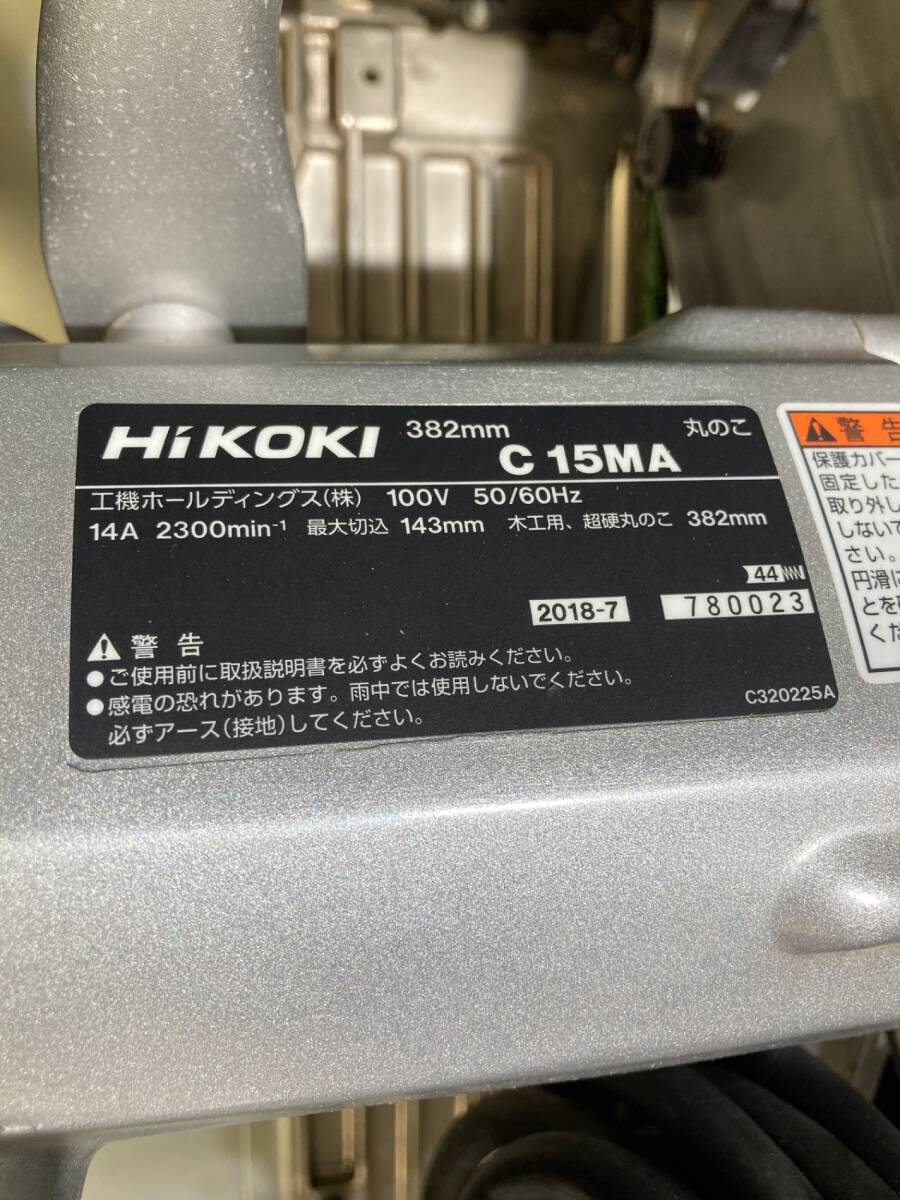 HiKOKI 382mm 丸のこ
C 15MA
工機ホールディングス(株) 100V 50/60Hz
14A 2300min-1 最大切込 143mm 木工用、超硬丸のこ 382mm
44
2018-7 780023
警告
●ご使用前に取扱説明書を必ずよくお読みください。
●感電の恐れがあります。雨中では使用しないでください。
必ずアース(接地)してください。
C320225A
警告
保護カバー
固定した
取り外し
しないで
さい。
円滑に
とを
くだ